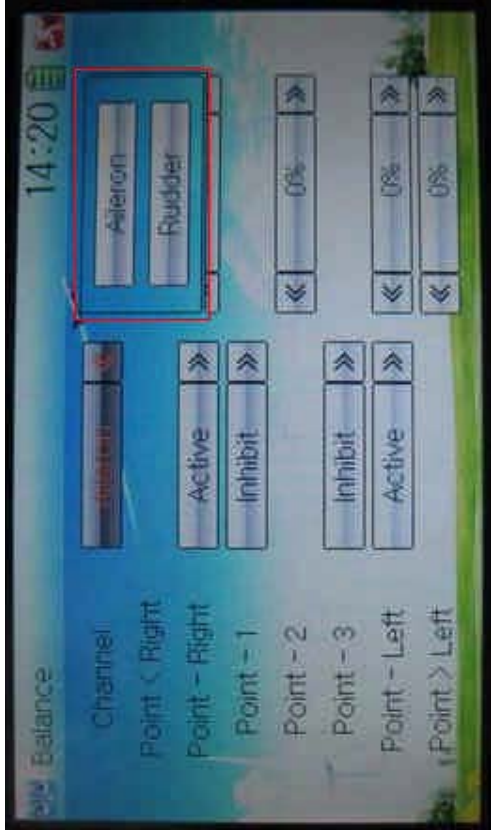 Balance 14:20
Channel Aileron
Point < Right Rudder
Point - Right Active
Point - 1 Inhibit
Point - 2 0%
Point - 3 Inhibit
Point - Left Active 0%
Point > Left 0%